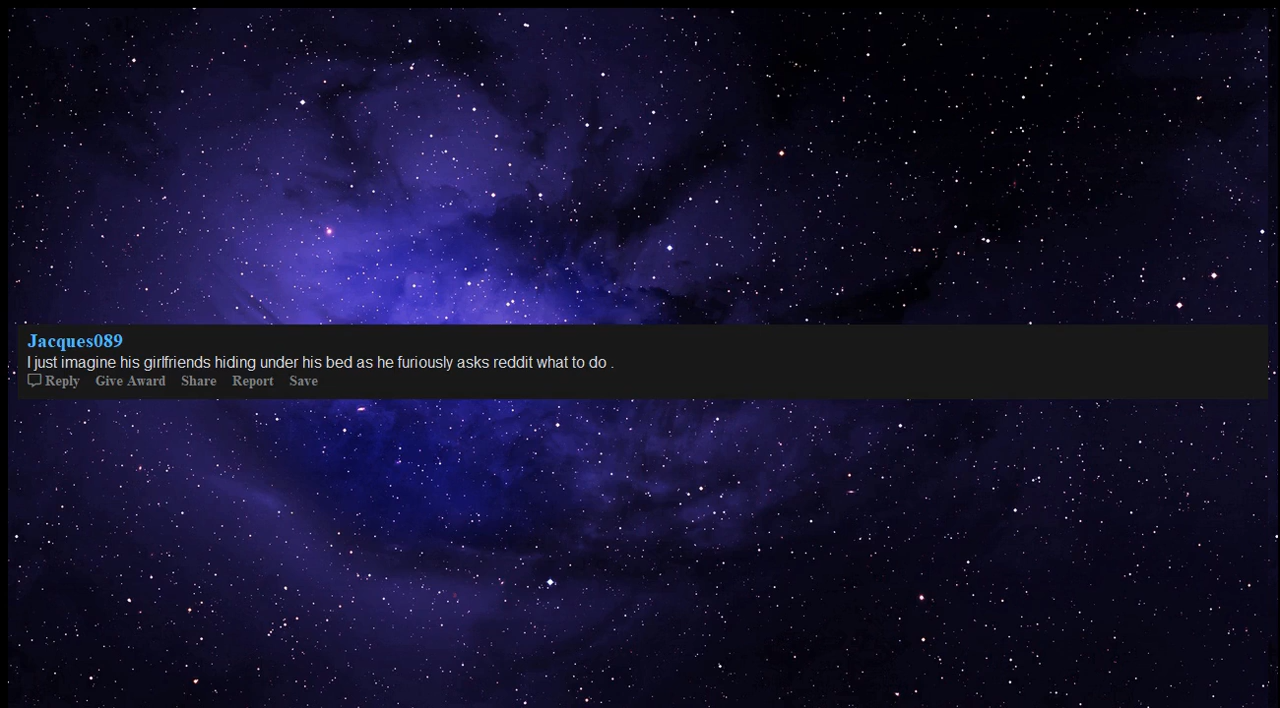 Jacques089
I just imagine his girlfriends hiding under his bed as he furiously asks reddit what to do .
Reply Give Award Share Report Save